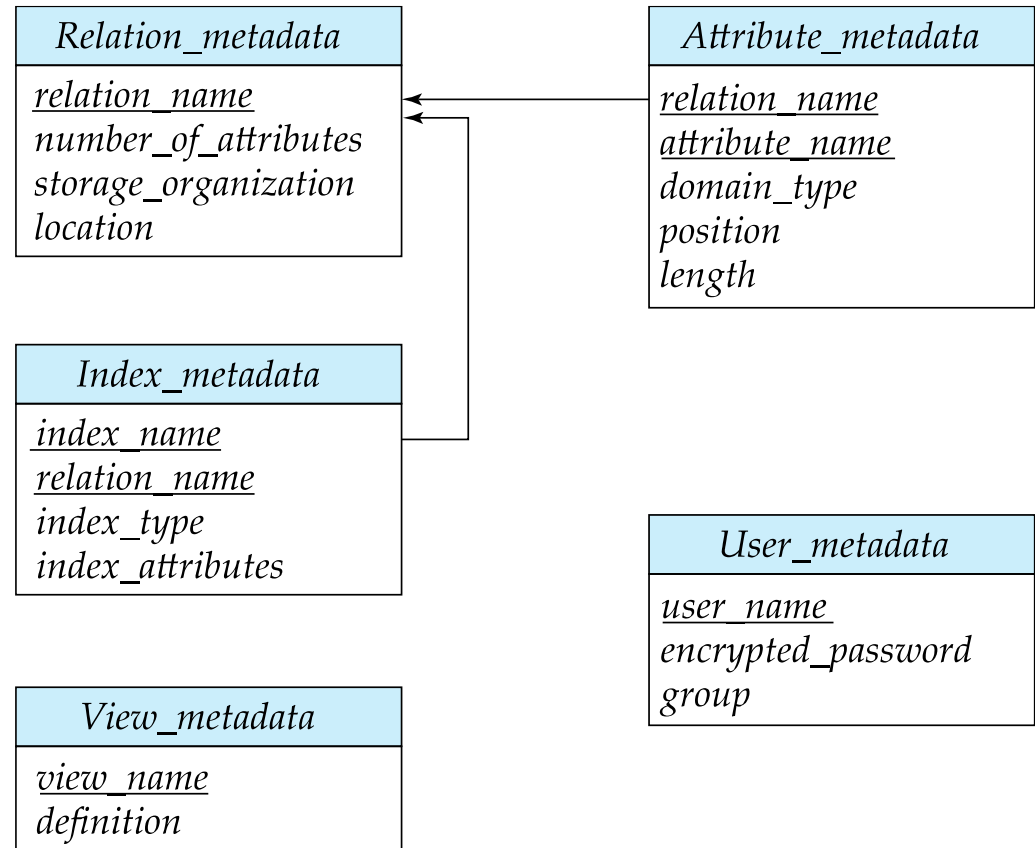 Relation_metadata
relation_name
number_of_attributes
storage_organization
location
Attribute_metadata
relation_name
attribute_name
domain_type
position
length
Index_metadata
index_name
relation_name
index_type
index_attributes
User_metadata
user_name
encrypted_password
group
View_metadata
view_name
definition